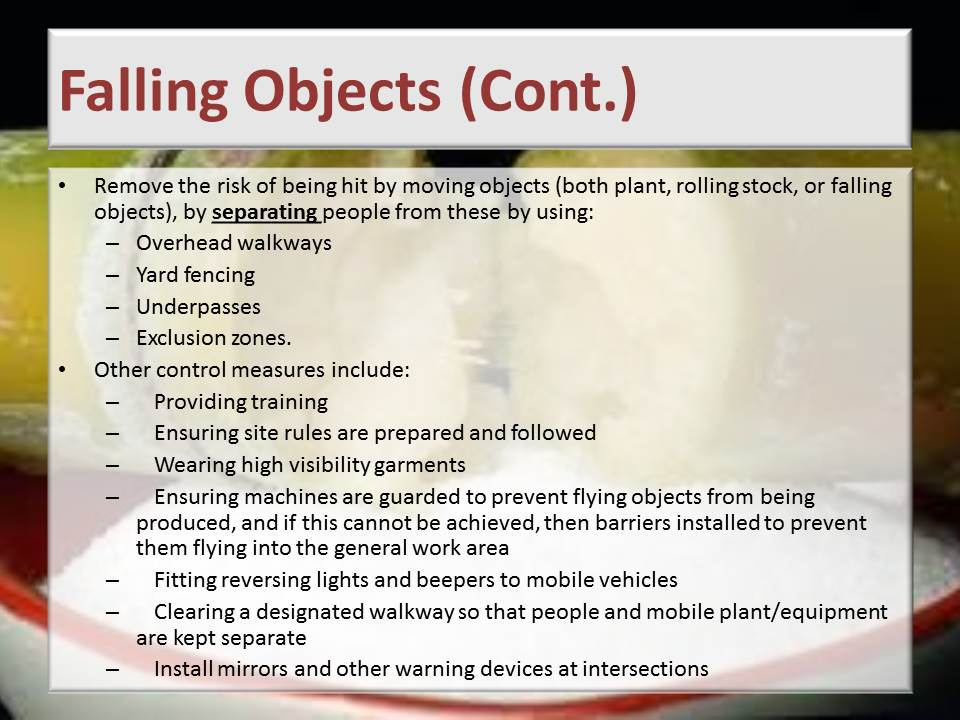 Falling Objects (Cont.)
• Remove the risk of being hit by moving objects (both plant, rolling stock, or falling
objects), by separating people from these by using:
– Overhead walkways
– Yard fencing
– Underpasses
– Exclusion zones.
• Other control measures include:
– Providing training
– Ensuring site rules are prepared and followed
– Wearing high visibility garments
– Ensuring machines are guarded to prevent flying objects from being
produced, and if this cannot be achieved, then barriers installed to prevent
them flying into the general work area
– Fitting reversing lights and beepers to mobile vehicles
– Clearing a designated walkway so that people and mobile plant/equipment
are kept separate
– Install mirrors and other warning devices at intersections